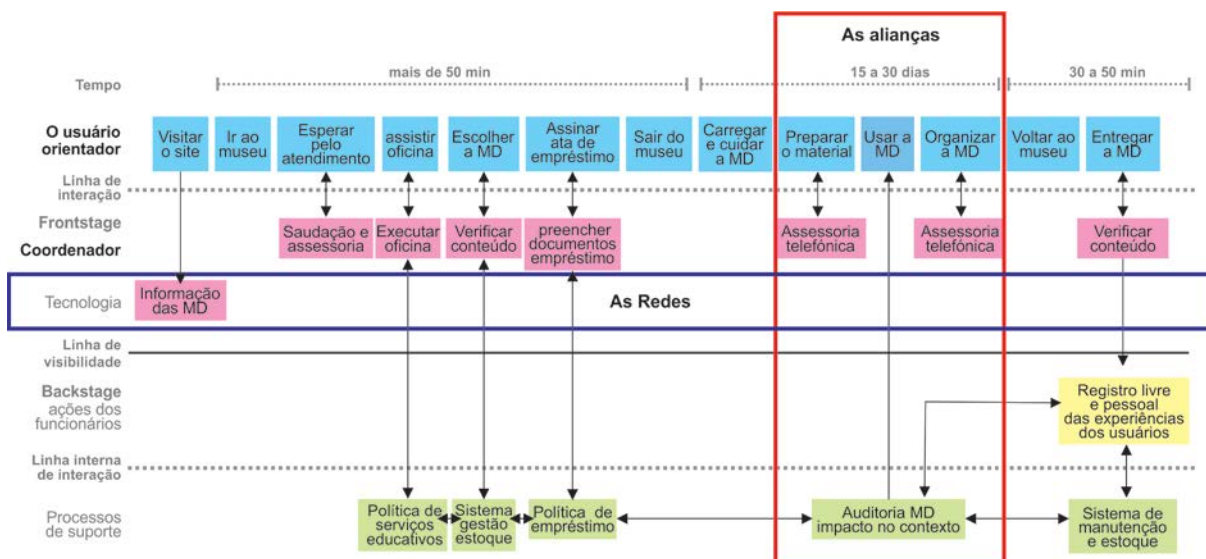 As alianças
Tempo
mais de 50 min
15 a 30 dias
30 a 50 min
O usuário
orientador
Visitar
o site
Ir ao
museu
Esperar
pelo
atendimento
assistir
oficina
Escolher
a MD
Assinar
ata de
empréstimo
Sair do
museu
Carregar
e cuidar
a MD
Preparar
o material
Usar a
MD
Organizar
a MD
Voltar ao
museu
Entregar
a MD
Linha de
interação
Frontstage
Coordenador
Saudação e
assessoria
Executar
oficina
Verificar
conteúdo
preencher
documentos
empréstimo
Assessoria
telefónica
Assessoria
telefónica
Verificar
conteúdo
Tecnologia
Informação
das MD
As Redes
Linha de
visibilidade
Backstage
ações dos
funcionários
Registro livre
e pessoal
das experiências
dos usuários
Linha interna
de interação
Processos
de suporte
Política de
serviços
educativos
Sistema
gestão
estoque
Política de
empréstimo
Auditoria MD
impacto no contexto
Sistema de
manutenção
e estoque